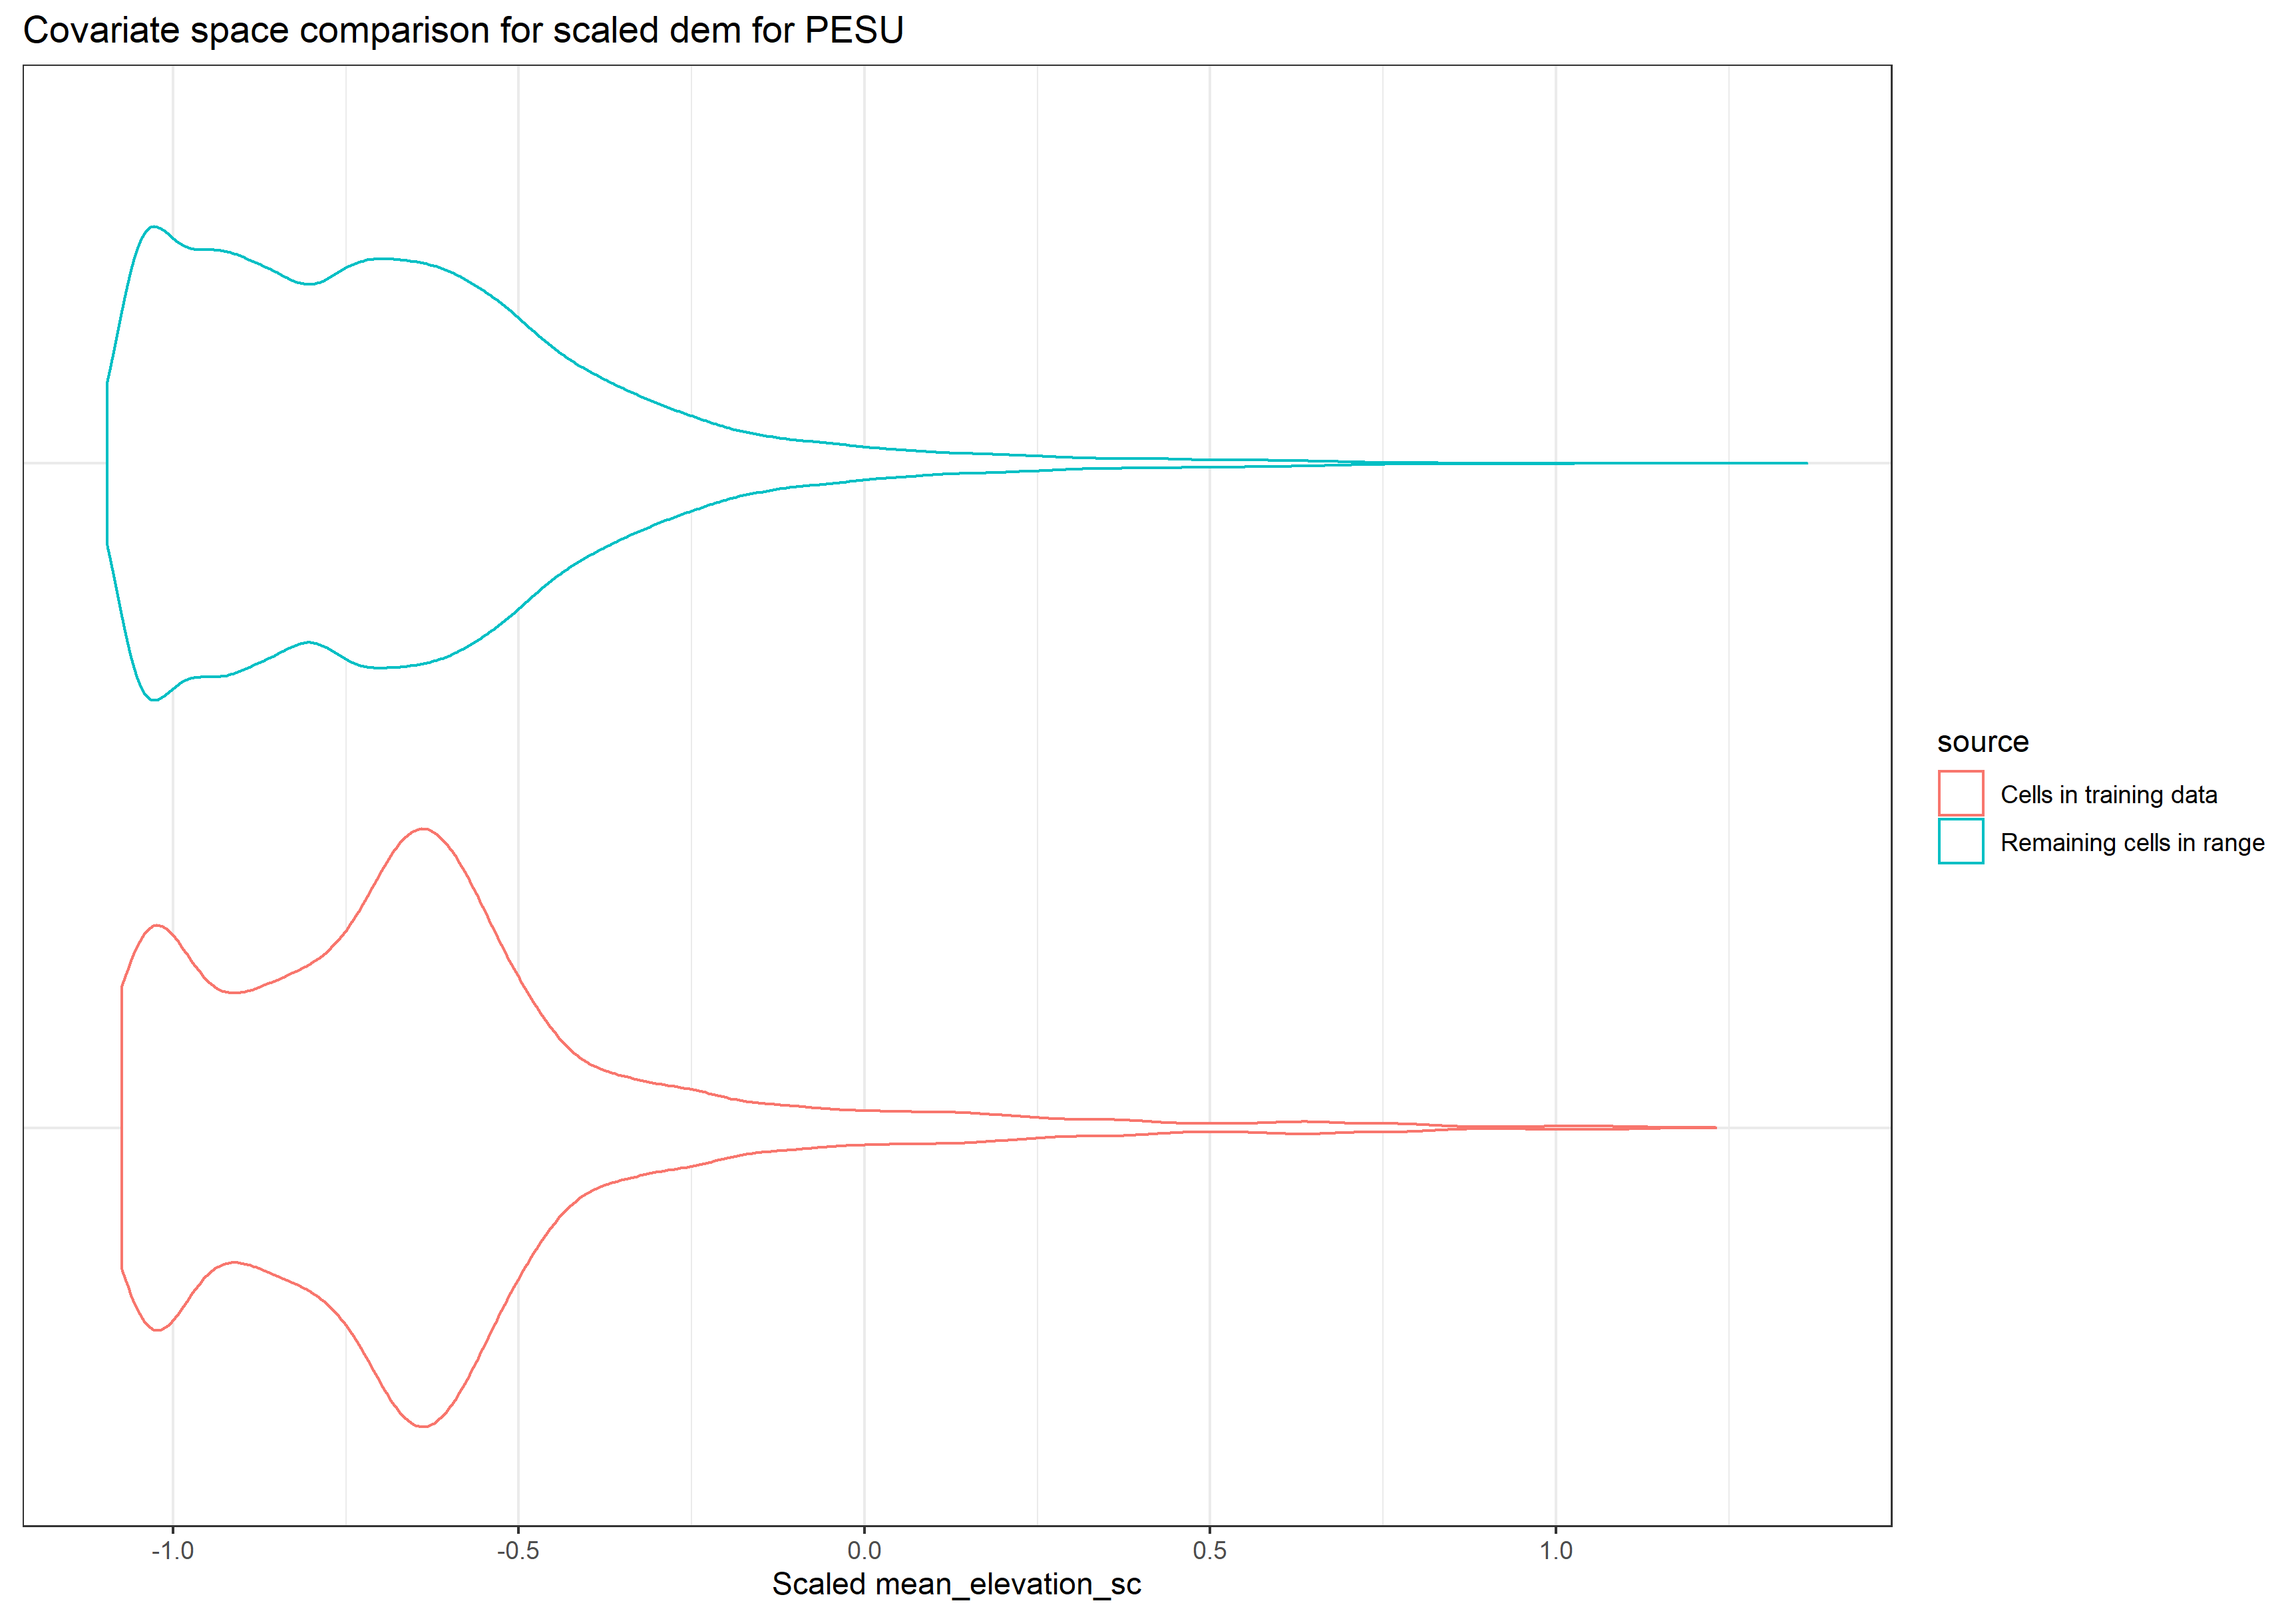 Covariate space comparison for scaled dem for PESU
source
Cells in training data
Remaining cells in range
-1.0
-0.5
0.0
0.5
1.0
Scaled mean_elevation_sc